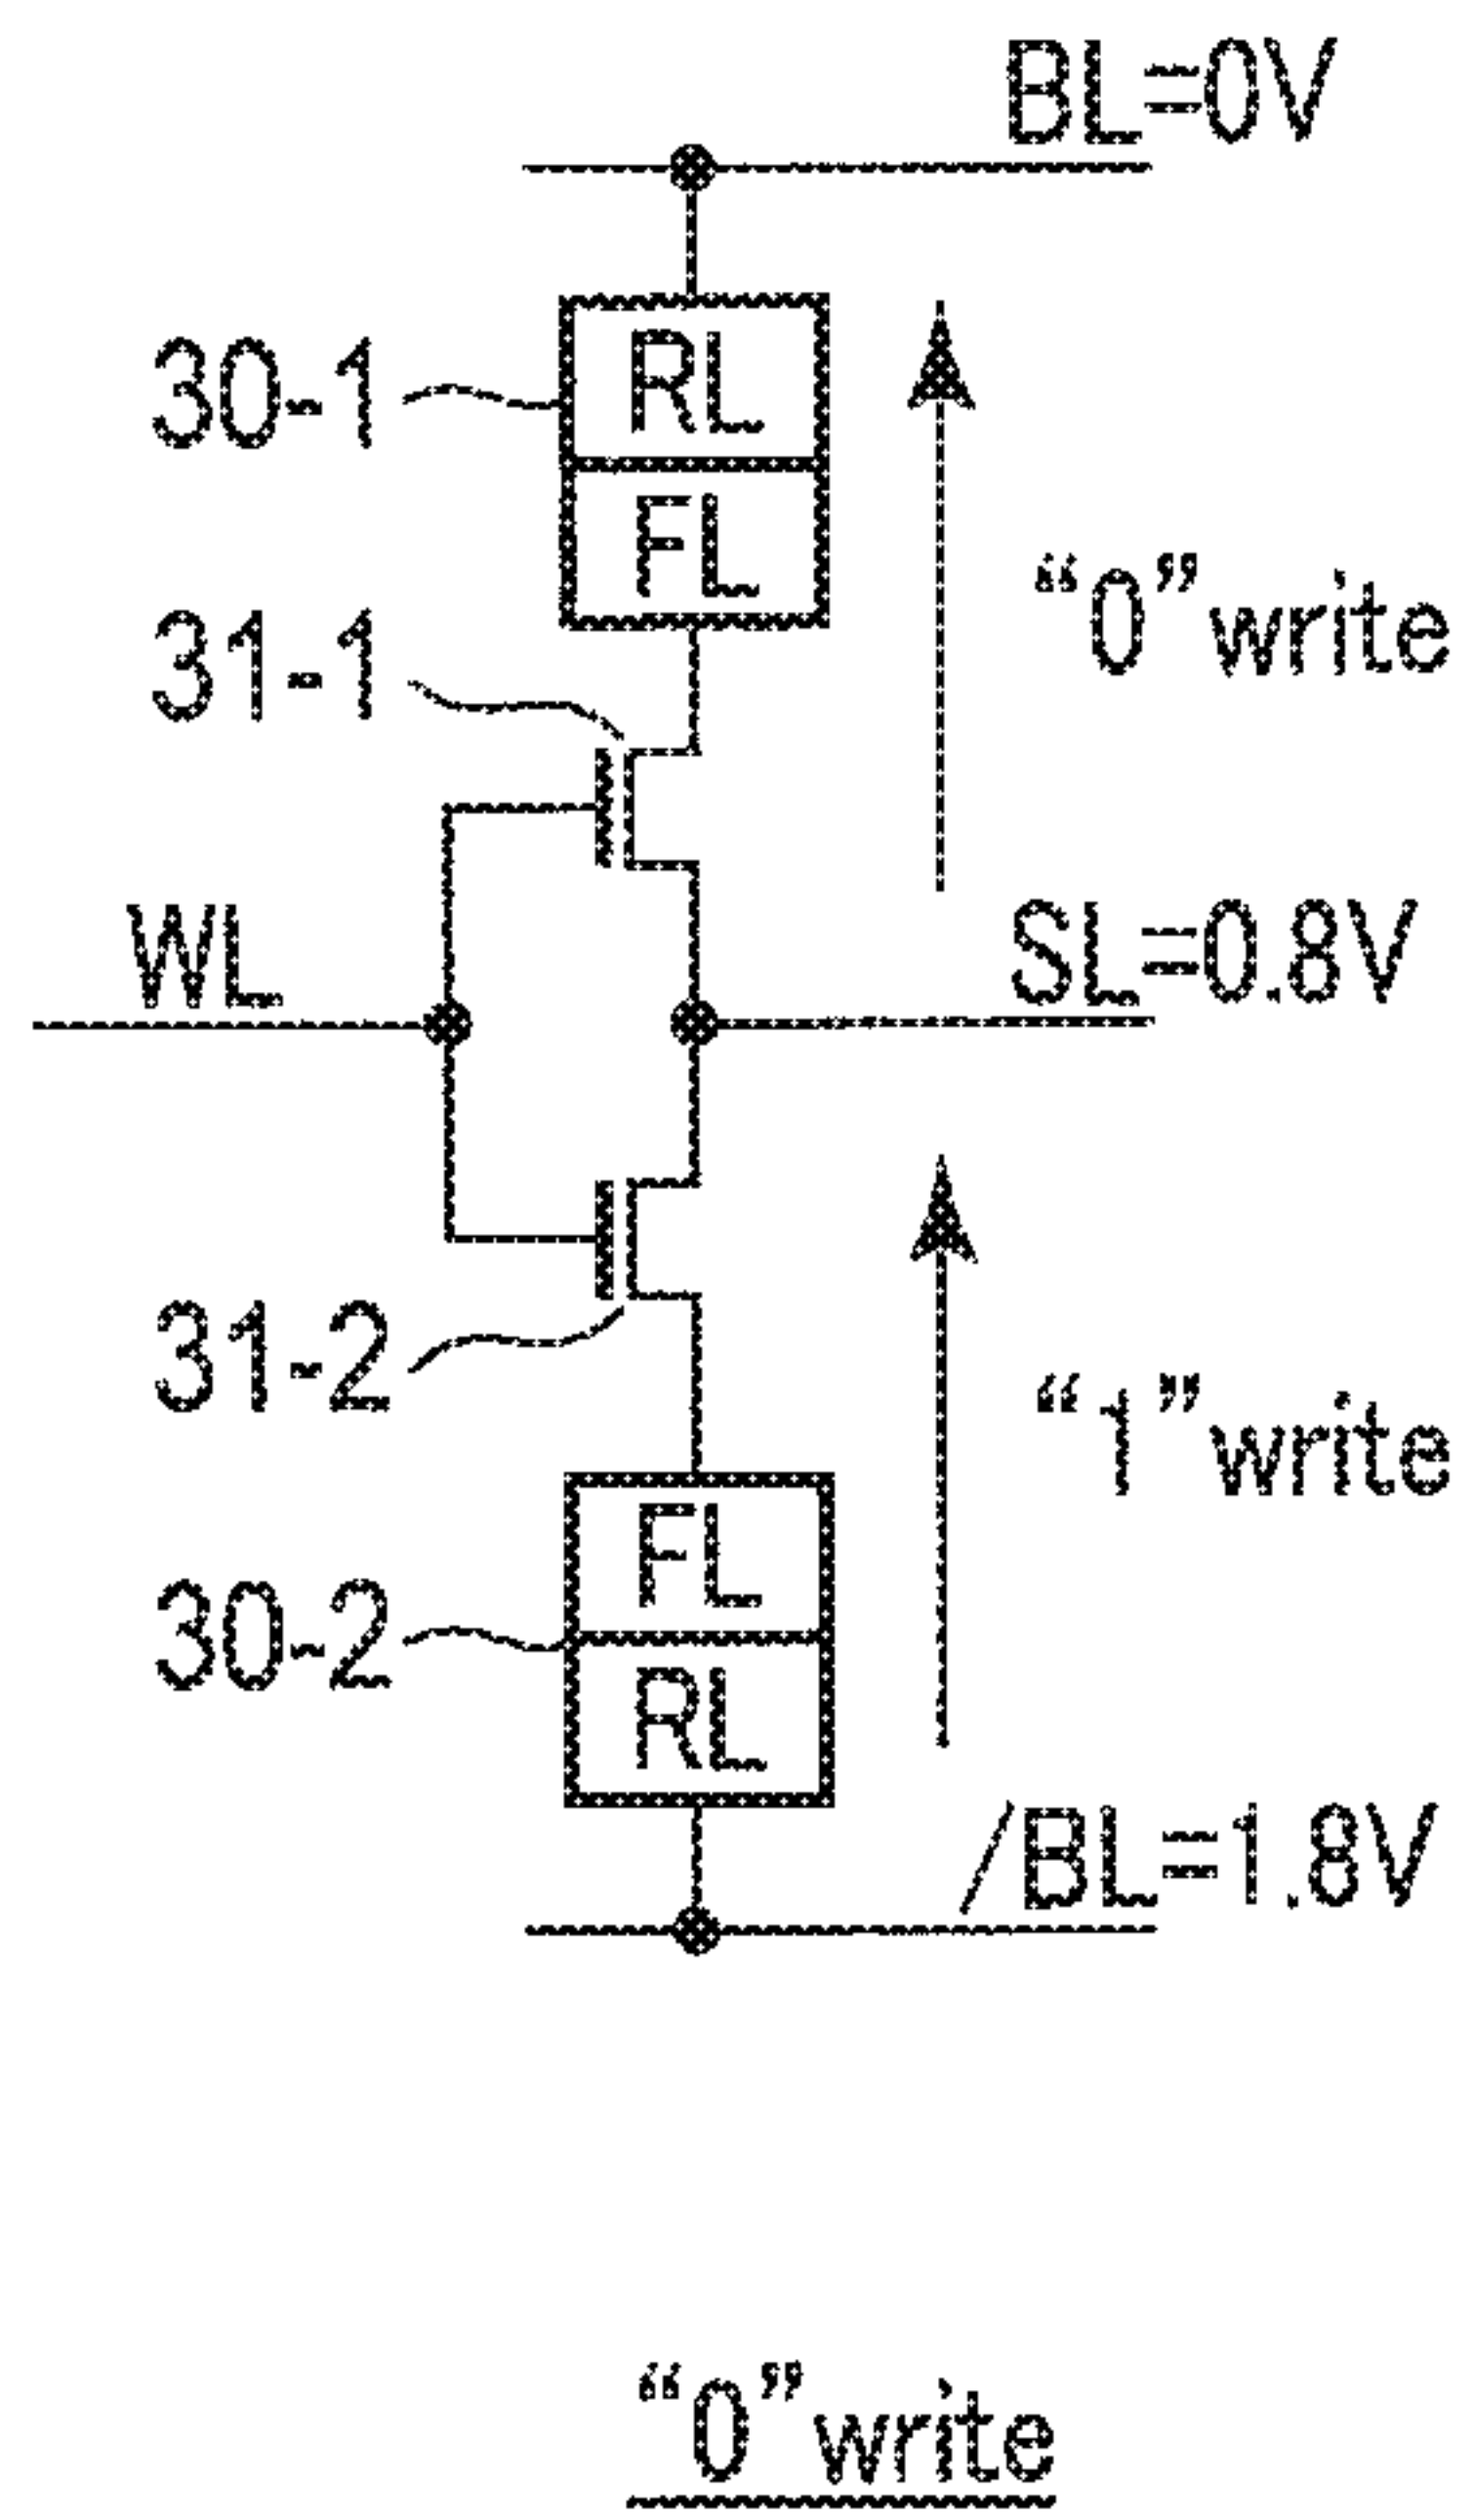 BL=0V
30-1
RL
FL
“0”write
31-1
WL
SL=0.8V
31-2
“1”write
FL
30-2
RL
/BL=1.8V
“0”write